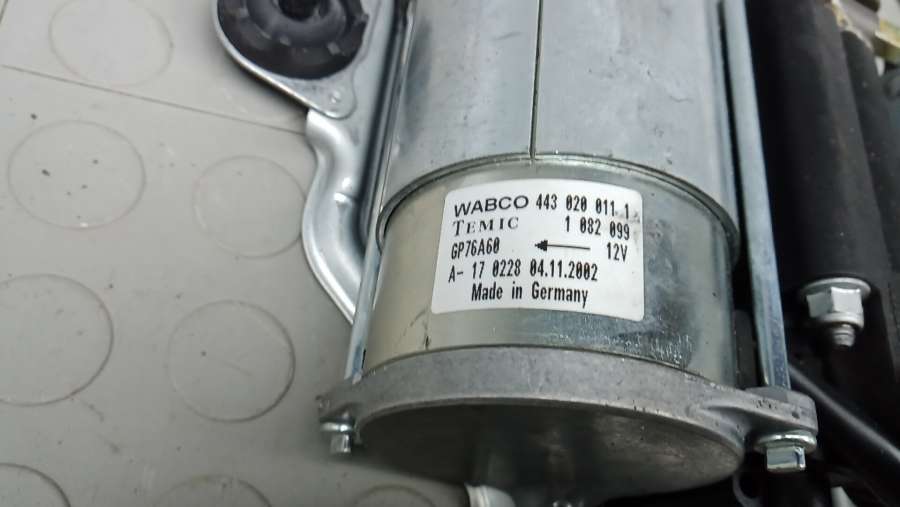 WABCO 443 020 011 1
TEMIC 1 082 099
GP76A60 12V
A- 17 0228 04.11.2002
Made in Germany